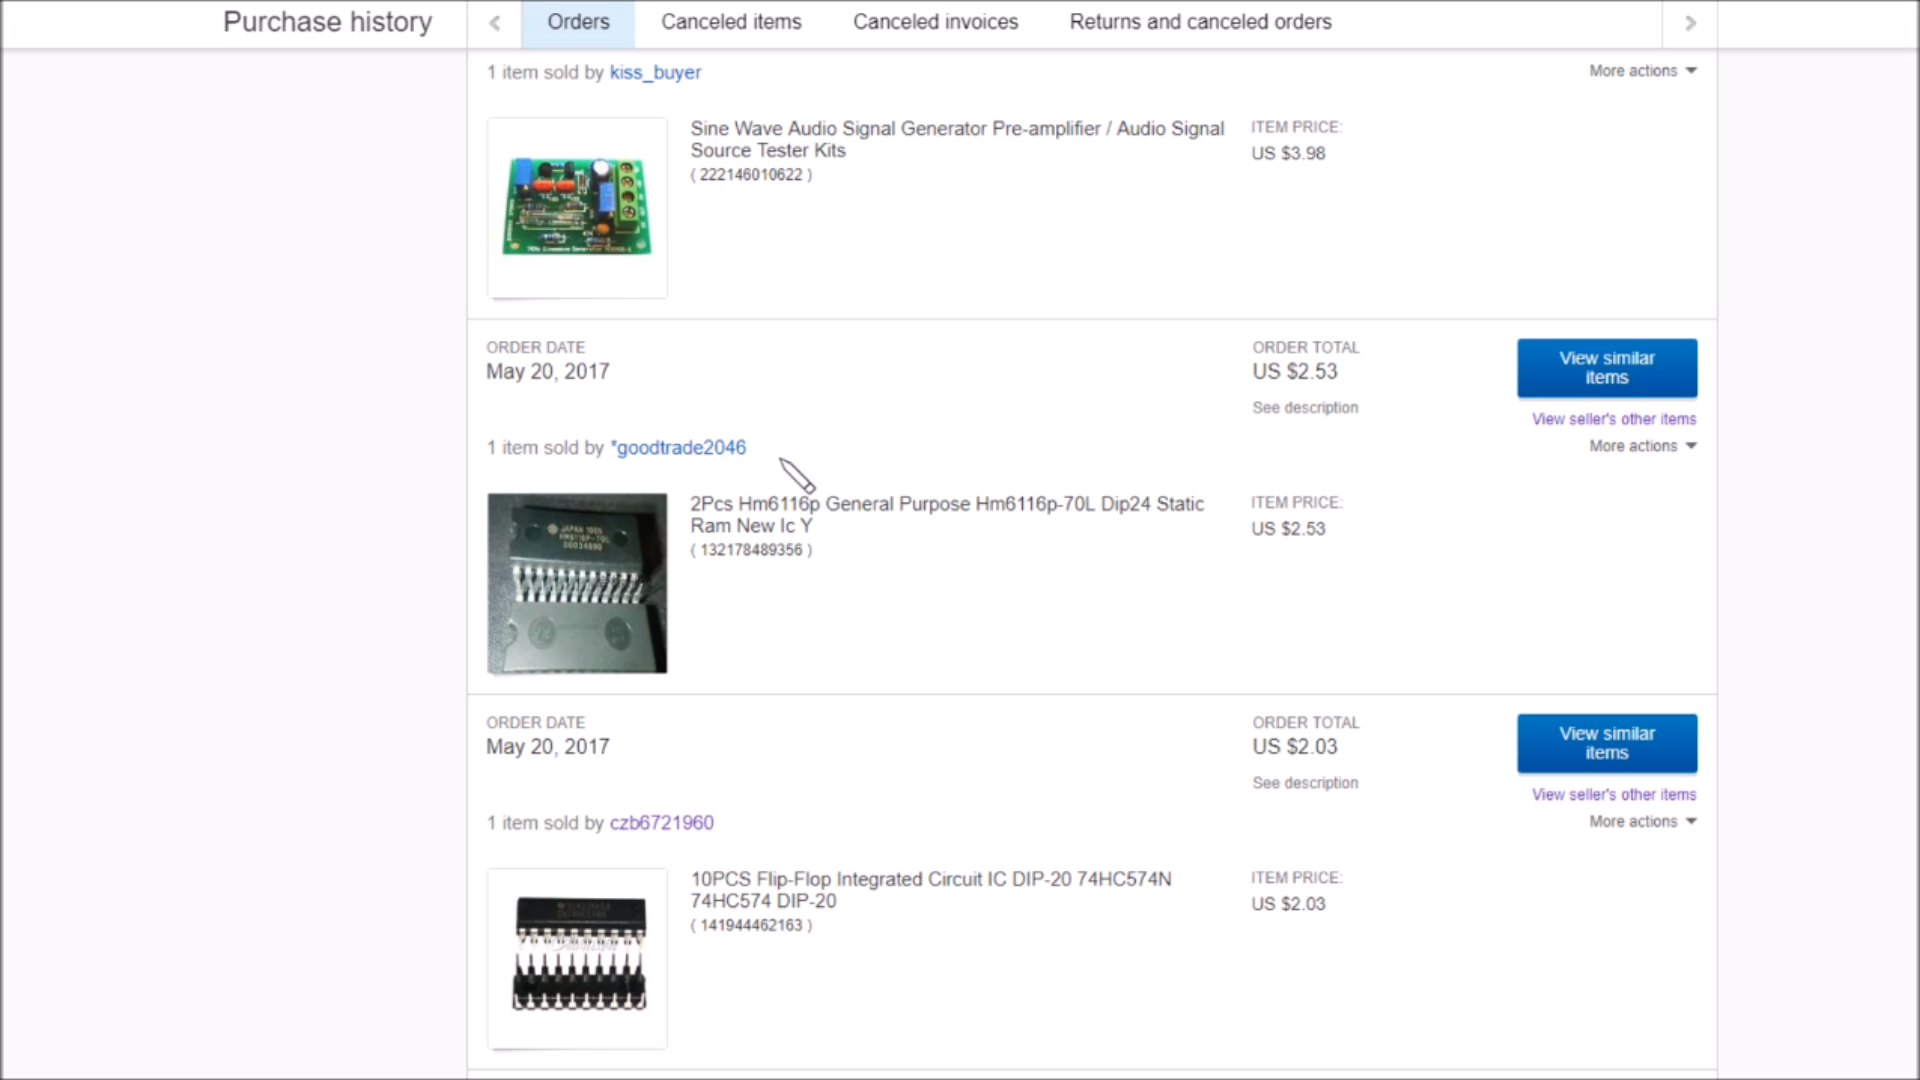 Purchase history
Orders
Canceled items
Canceled invoices
Returns and canceled orders
1 item sold by kiss_buyer
More actions
Sine Wave Audio Signal Generator Pre-amplifier / Audio Signal
Source Tester Kits
( 222146010622 )
ITEM PRICE:
US $3.98
ORDER DATE
May 20, 2017
ORDER TOTAL
US $2.53
See description
View similar
items
View seller's other items
1 item sold by *goodtrade2046
More actions
JAPAN 1005
HM6116P-70L
2Pcs Hm6116p General Purpose Hm6116p-70L Dip24 Static
Ram New Ic Y
( 132178489356 )
ITEM PRICE:
US $2.53
ORDER DATE
May 20, 2017
ORDER TOTAL
US $2.03
See description
View similar
items
View seller's other items
1 item sold by czb6721960
More actions
10PCS Flip-Flop Integrated Circuit IC DIP-20 74HC574N
74HC574 DIP-20
( 141944462163 )
ITEM PRICE:
US $2.03